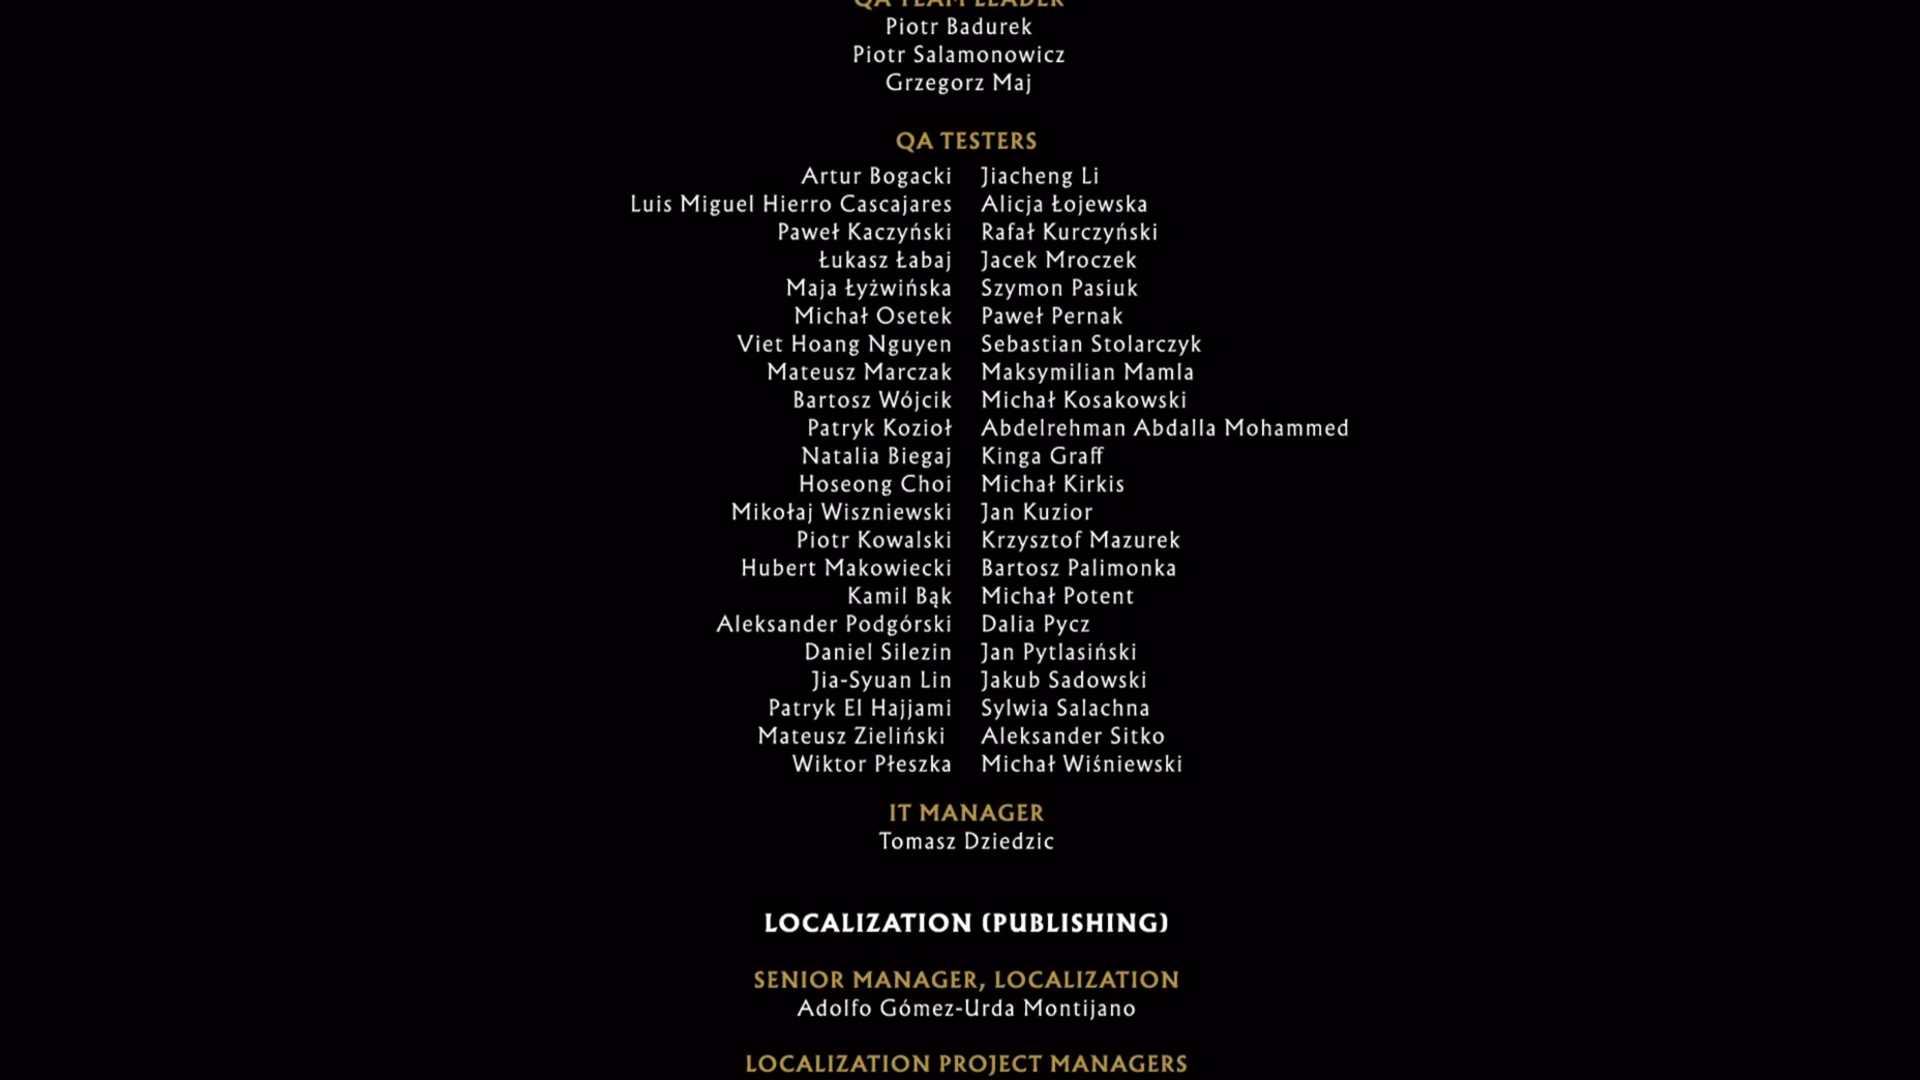 QA TEAM LEADER
Piotr Badurek
Piotr Salamonowicz
Grzegorz Maj
QA TESTERS
Artur Bogacki Jiacheng Li
Luis Miguel Hierro Cascajares Alicja Łojewska
Paweł Kaczyński Rafał Kurczyński
Łukasz Łabaj Jacek Mroczek
Maja Łyżwińska Szymon Pasiuk
Michał Osetek Paweł Pernak
Viet Hoang Nguyen Sebastian Stolarczyk
Mateusz Marczak Maksymilian Mamla
Bartosz Wójcik Michał Kosakowski
Patryk Kozioł Abdelrehman Abdalla Mohammed
Natalia Biegaj Kinga Graff
Hoseong Choi Michał Kirkis
Mikołaj Wiszniewski Jan Kuzior
Piotr Kowalski Krzysztof Mazurek
Hubert Makowiecki Bartosz Palimonka
Kamil Bąk Michał Potent
Aleksander Podgórski Dalia Pycz
Daniel Silezin Jan Pytlasiński
Jia-Syuan Lin Jakub Sadowski
Patryk El Hajjami Sylwia Salachna
Mateusz Zieliński Aleksander Sitko
Wiktor Płeszka Michał Wiśniewski
IT MANAGER
Tomasz Dziedzic
LOCALIZATION (PUBLISHING)
SENIOR MANAGER, LOCALIZATION
Adolfo Gómez-Urda Montijano
LOCALIZATION PROJECT MANAGERS